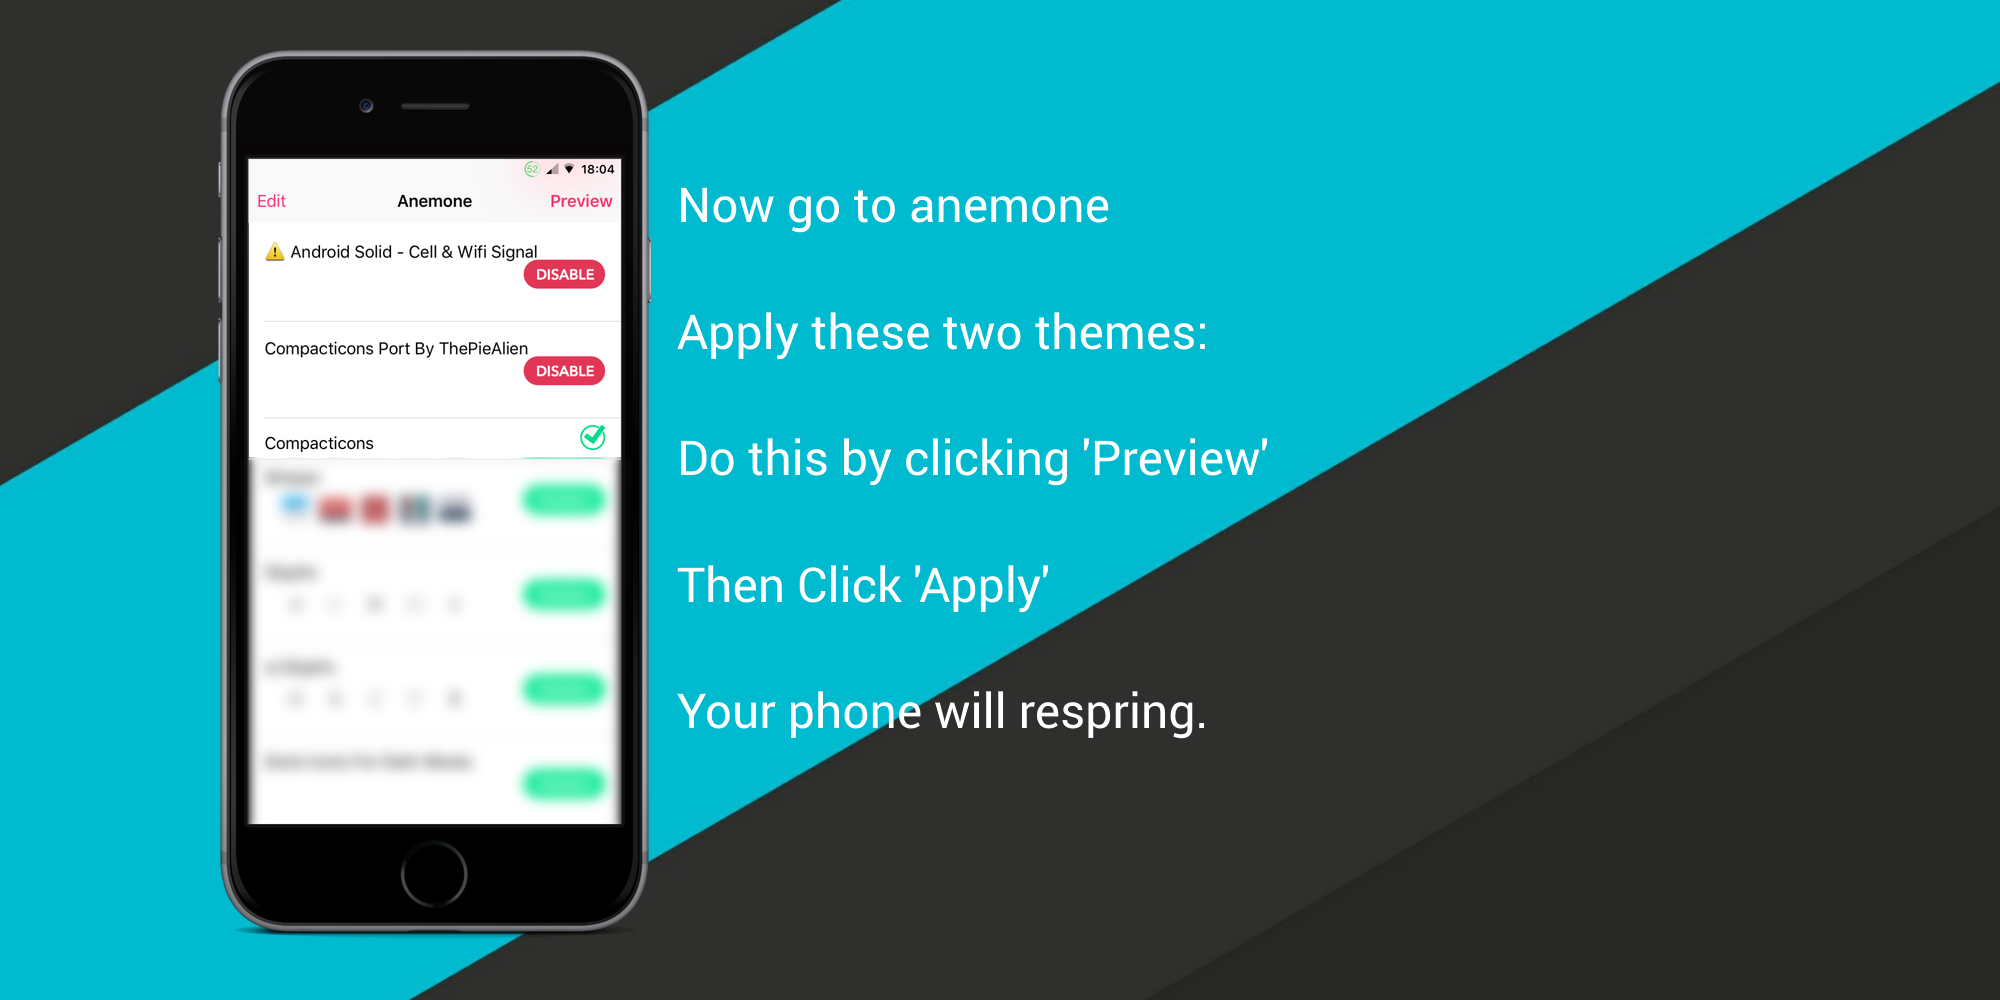 52 18:04
Edit Anemone Preview
⚠️ Android Solid - Cell & Wifi Signal
DISABLE
Compacticons Port By ThePieAlien
DISABLE
Compacticons
Now go to anemone
Apply these two themes:
Do this by clicking 'Preview'
Then Click 'Apply'
Your phone will respring.